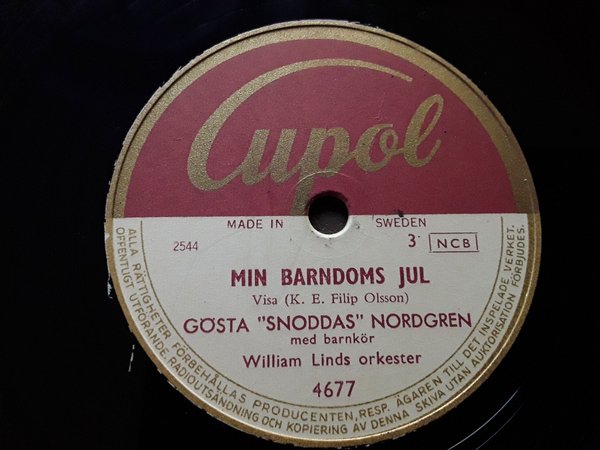 Cupol
MADE IN SWEDEN
2544
3
NCB
MIN BARNDOMS JUL
Visa (K. E. Filip Olsson)
GÖSTA "SNODDAS" NORDGREN
med barnkör
William Linds orkester
4677
ALLA RÄTTIGHETER FÖRBEHÅLLAS PRODUCENTEN, RESP. ÄGAREN TILL DET INSPELADE VERKET.
OFFENTLIGT UTFÖRANDE, RADIOUTSÄNDNING OCH KOPIERING AV DENNA SKIVA UTAN AUKTORISATION FÖRBJUDES.